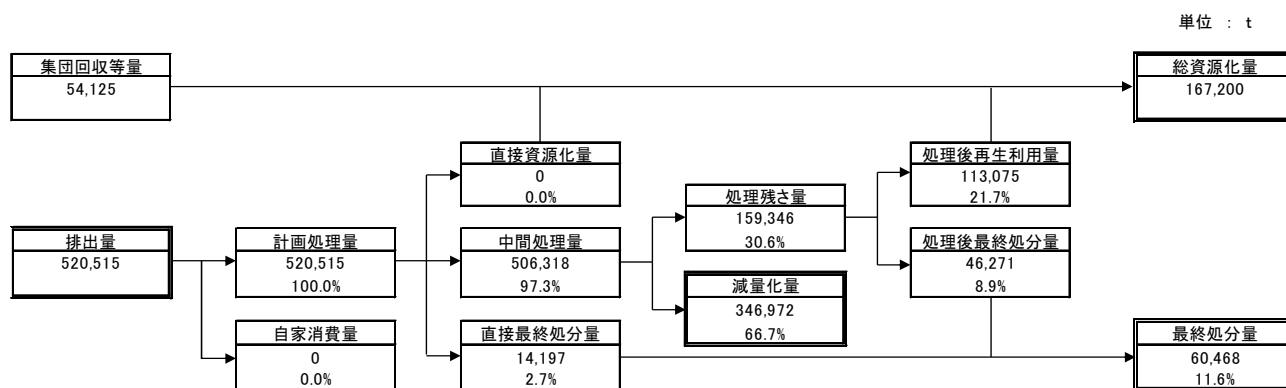 単位 : t
集団回収等量
54,125
総資源化量
167,200
直接資源化量
0
0.0%
処理後再生利用量
113,075
21.7%
処理残さ量
159,346
30.6%
排出量
520,515
計画処理量
520,515
100.0%
中間処理量
506,318
97.3%
処理後最終処分量
46,271
8.9%
減量化量
346,972
66.7%
自家消費量
0
0.0%
直接最終処分量
14,197
2.7%
最終処分量
60,468
11.6%